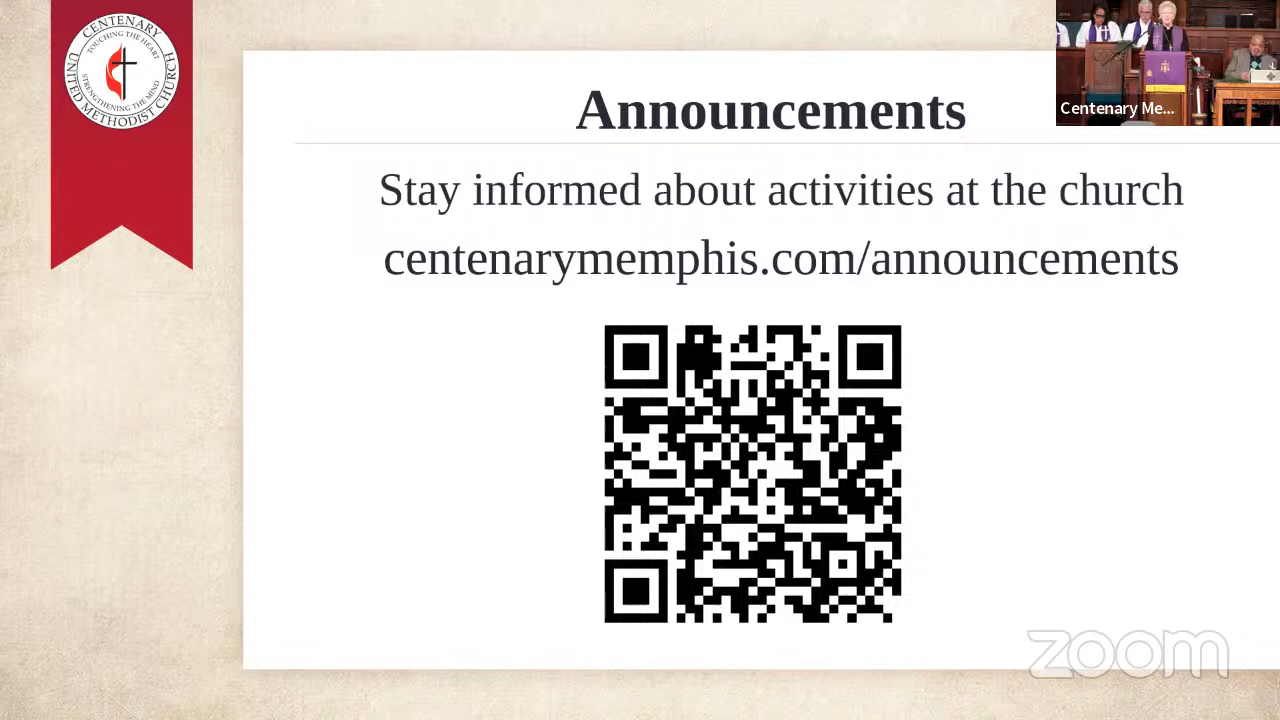 CENTENARY
TOUCHING THE HEART
STRENGTHENING THE MIND
UNITED METHODIST CHURCH
Centenary Me...
Announcements
Stay informed about activities at the church
centenarymemphis.com/announcements
zoom